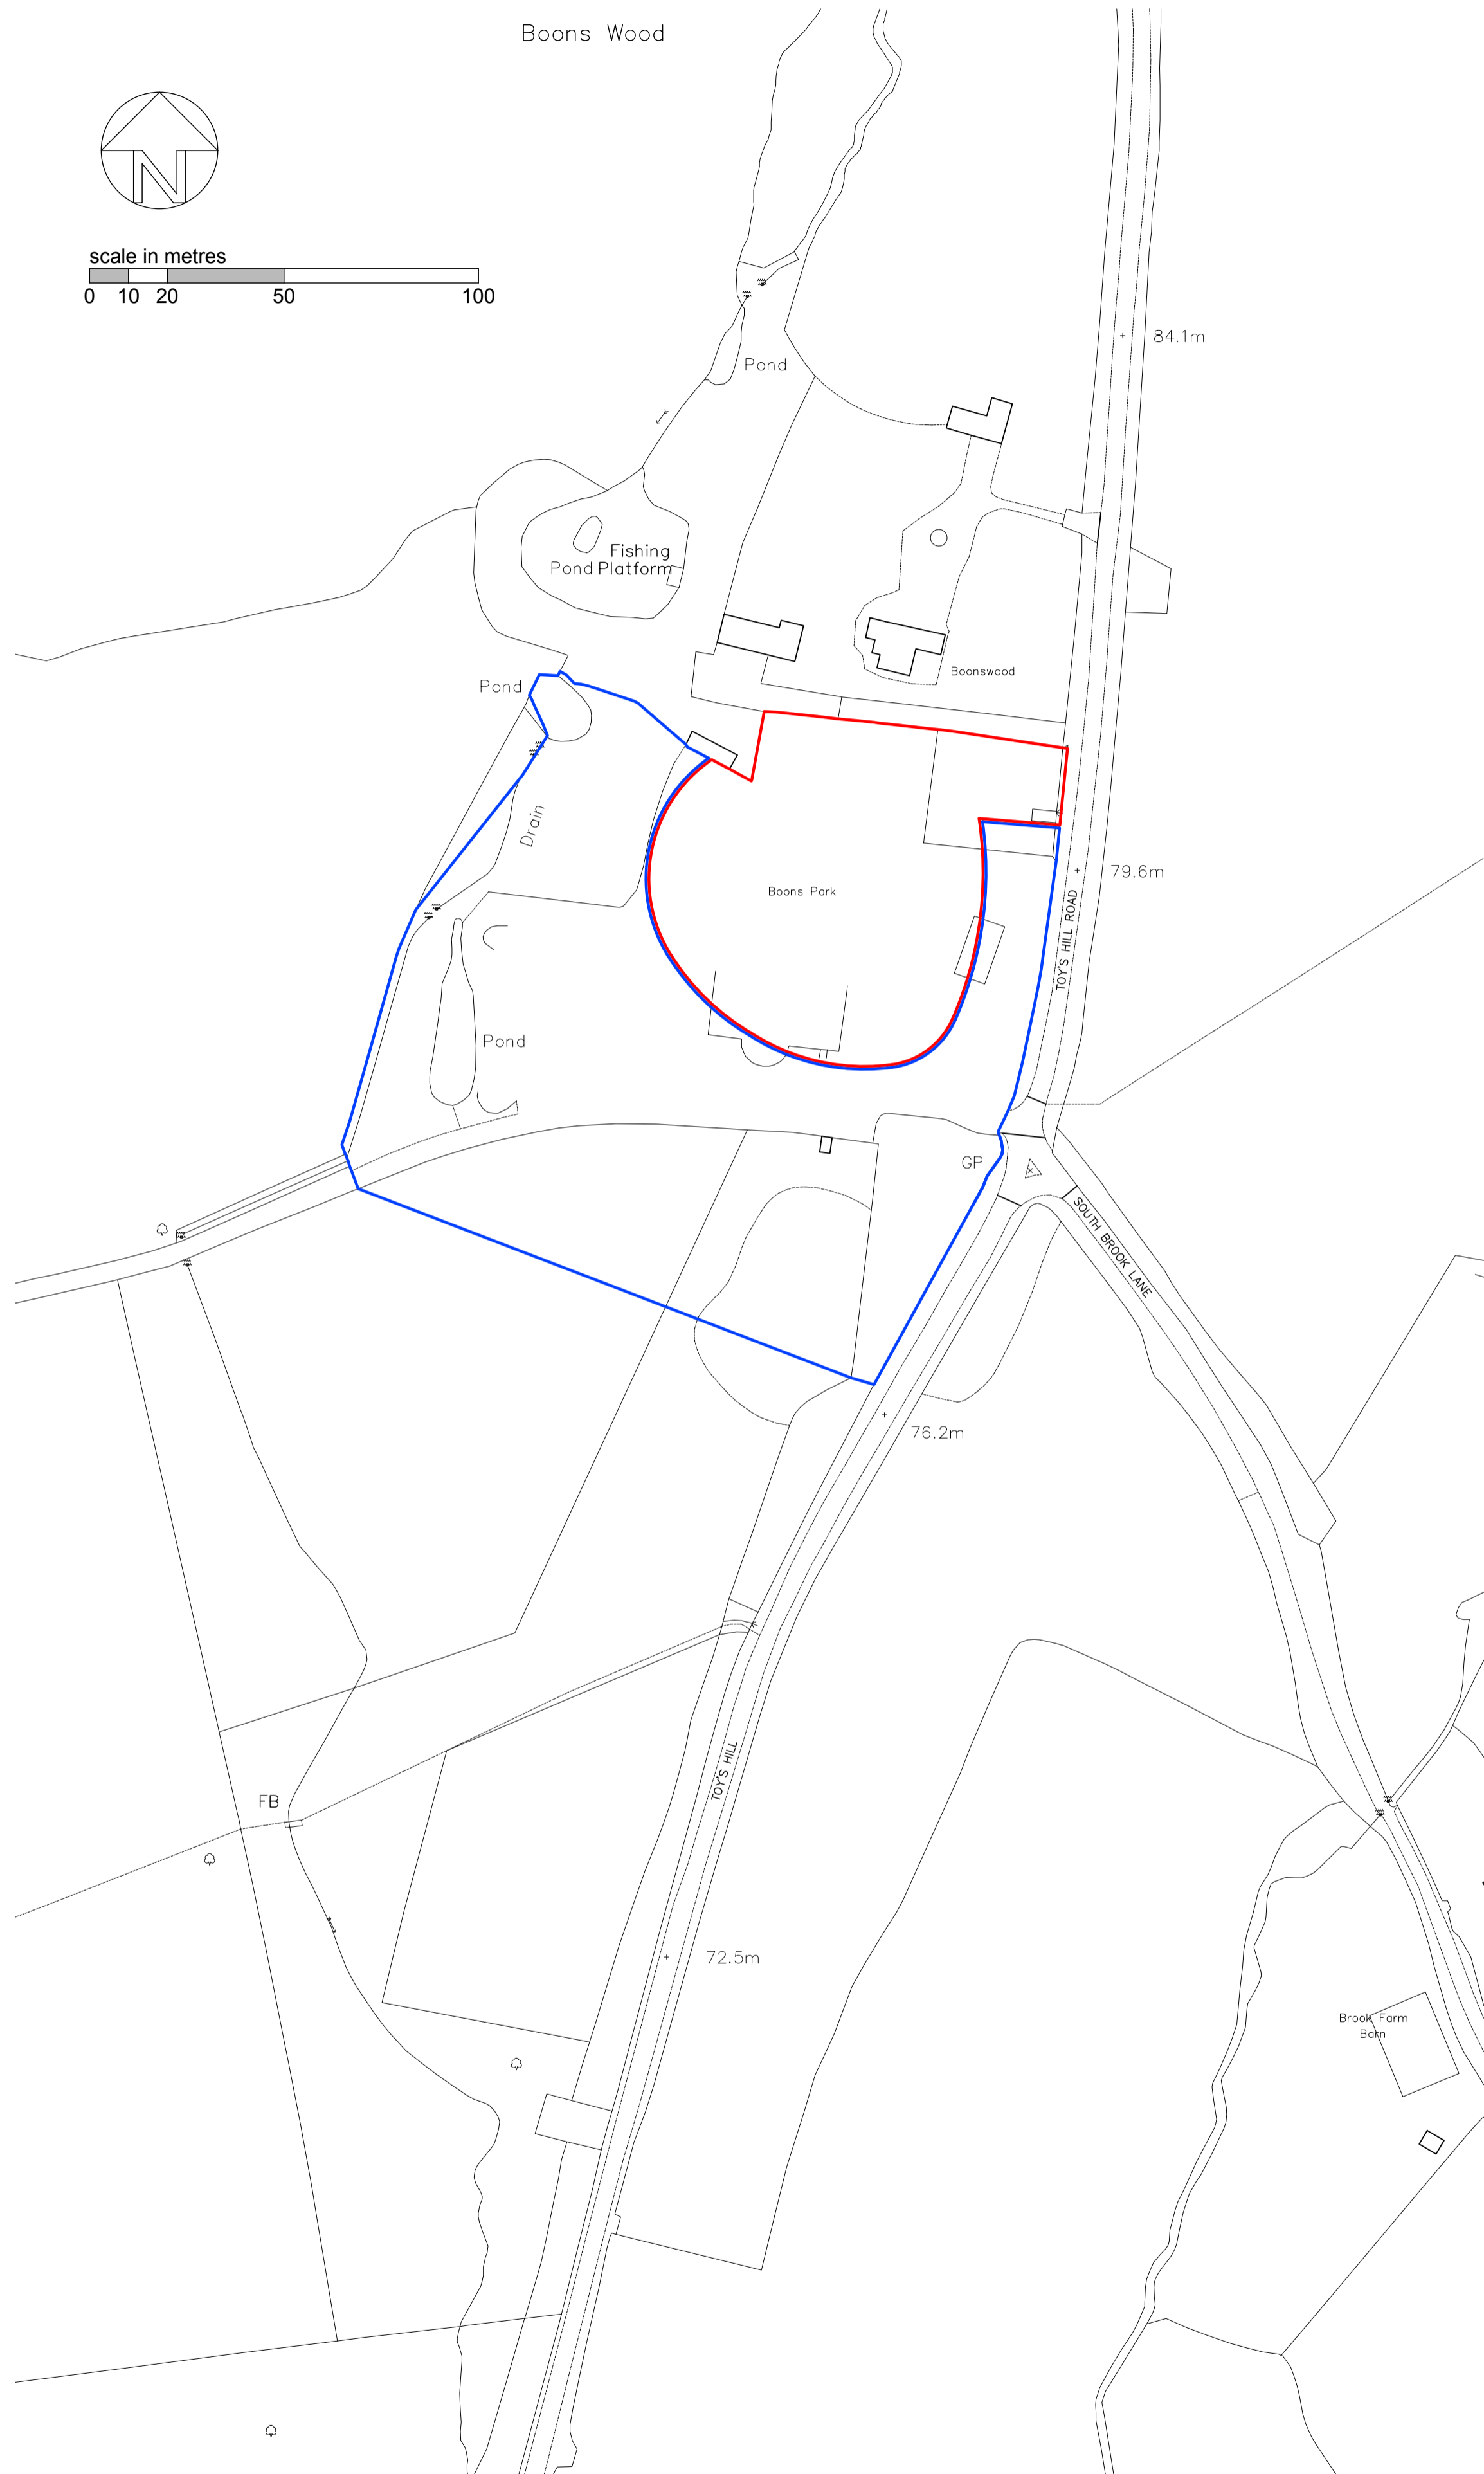 Boons Wood
N
scale in metres
0 10 20 50 100
84.1m
Pond
Fishing
Pond Platform
Boonswood
Pond
Drain
79.6m
Boons Park
TOY'S HILL ROAD
Pond
GP
SOUTH BROOK LANE
76.2m
TOY'S HILL
FB
72.5m
Brook Farm
Barn